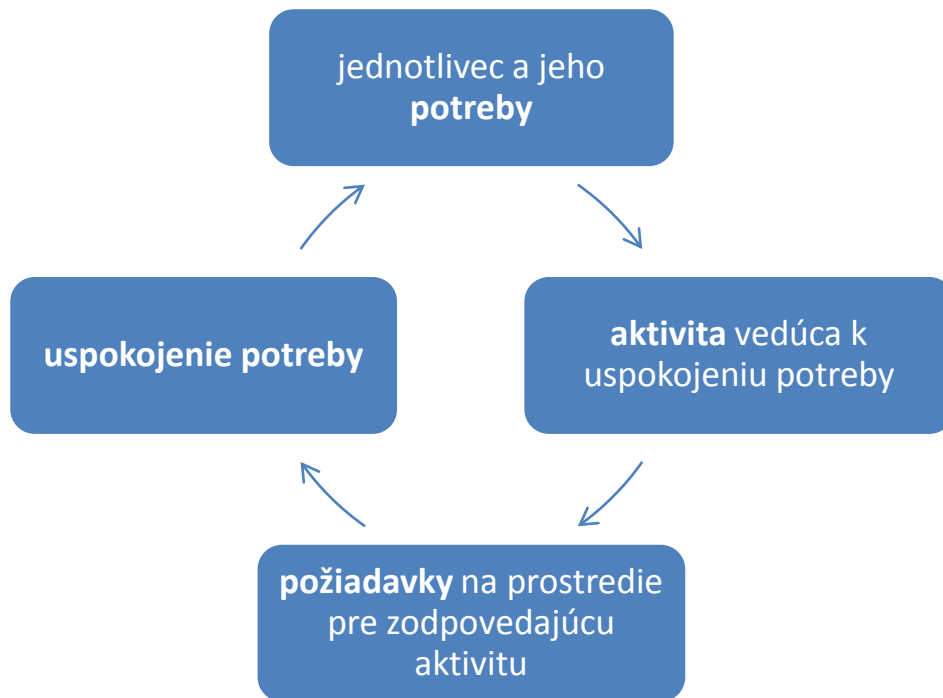 jednotlivec a jeho
potreby
aktivita vedúca k
uspokojeniu potreby
požiadavky na prostredie
pre zodpovedajúcu
aktivitu
uspokojenie potreby